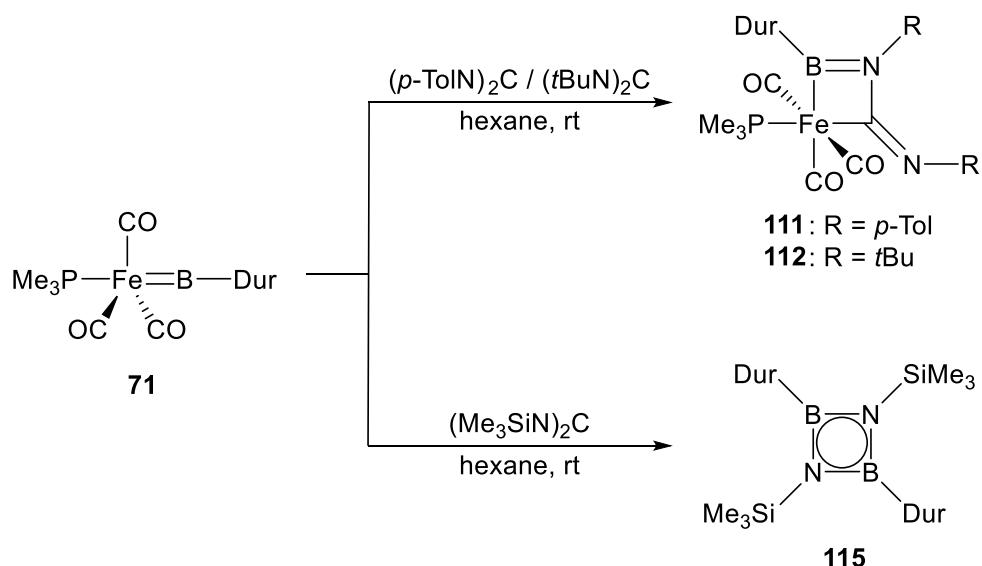 CO
Me3P Fe B Dur
OC CO
71
(p-TolN)2C / (tBuN)2C
hexane, rt
Dur R
B N
OC
Me3P Fe
CO N R
CO
111: R = p-Tol
112: R = tBu
(Me3SiN)2C
hexane, rt
Dur SiMe3
B N
N B
Me3Si Dur
115